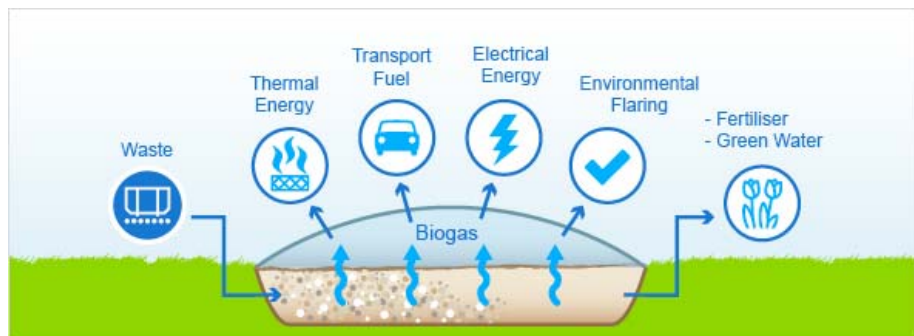 Waste
Thermal
Energy
Transport
Fuel
Electrical
Energy
Environmental
Flaring
- Fertiliser
- Green Water
Biogas